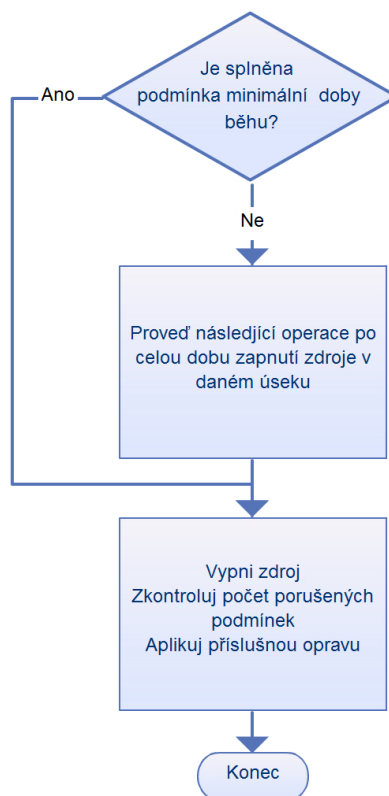 Je splněna
podmínka minimální doby
běhu?
Ano
Ne
Proveď následjící operace po
celou dobu zapnutí zdroje v
daném úseku
Vypni zdroj
Zkontroluj počet porušených
podmínek
Aplikuj příslušnou opravu
Konec